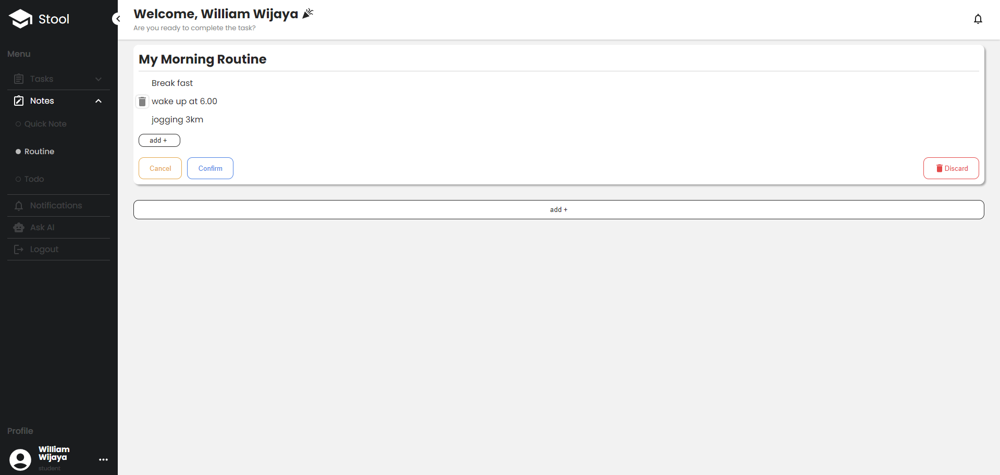 Stool
Menu
Tasks
Notes
Quick Note
Routine
Todo
Notifications
Ask AI
Logout
Profile
William
Wijaya
student
Welcome, William Wijaya
Are you ready to complete the task?
My Morning Routine
Break fast
wake up at 6.00
jogging 3km
add +
Cancel Confirm Discard
add +